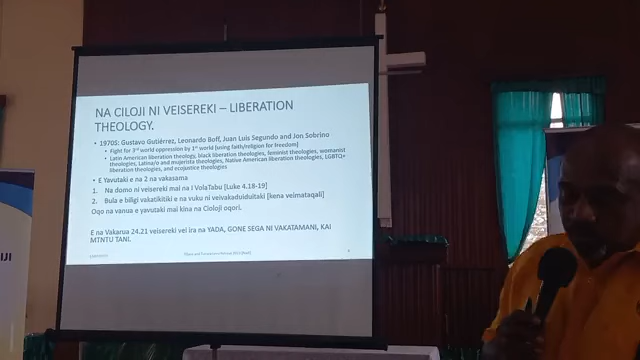 NA CILOJI NI VEISEREKI – LIBERATION
THEOLOGY.
• 1970S: Gustavo Gutiérrez, Leonardo Boff, Juan Luis Segundo and Jon Sobrino
• Fight for 3rd world oppression by 1st world [using faith/religion for freedom]
• Latin American liberation theology, black liberation theologies, feminist theologies, womanist
theologies, Latina/o and mujerista theologies, Native American liberation theologies, LGBTQ+
liberation theologies, and ecojustice theologies
• E Yavutaki e na 2 na vakasama
1. Na domo ni veisereki mai na I VolaTabu [Luke 4.18-19]
2. Bula e biligi vakatikitiki e na vuku ni veivakaduiduitaki [kena veimataqali]
Oqo na vanua e yavutaki mai kina na Cioloji oqori.
E na Vakarua 24.21 veisereki vei ira na YADA, GONE SEGA NI VAKATAMANI, KAI
MTNTU TANI.
IJI